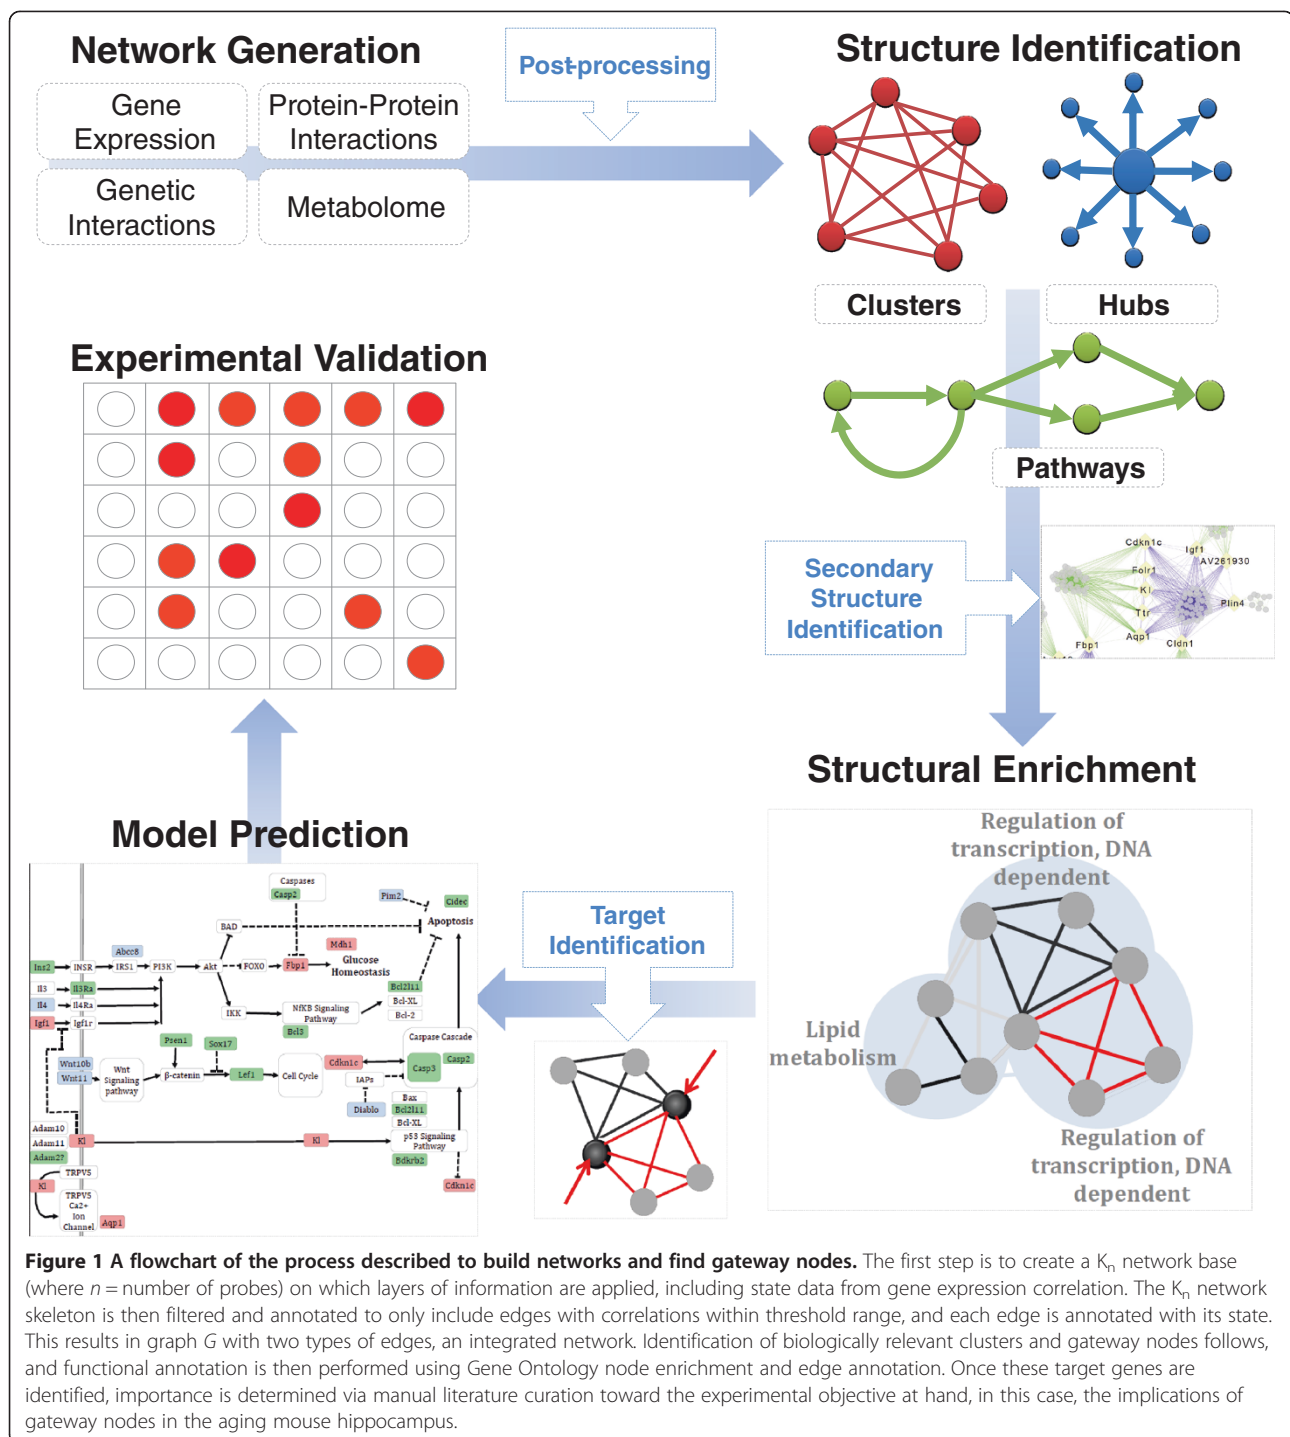 Network Generation
Gene
Expression
Protein-Protein
Interactions
Genetic
Interactions
Metabolome
Post-processing
Structure Identification
Clusters
Hubs
Pathways
Secondary
Structure
Identification
Cdkn1c
Igf1
AV261930
Folr1
Kl
Plin4
Ttr
Aqp1
Fbp1
Cldn1
Structural Enrichment
Regulation of
transcription, DNA
dependent
Lipid
metabolism
Regulation of
transcription, DNA
dependent
Target
Identification
Experimental Validation
Model Prediction
Caspases
Casp2
Pim2
Cidec
BAD
Apoptosis
Abcc8
Mdh1
Ins2
INSR
IRS1
PI3K
Akt
FOXO
Fbp1
Glucose
Homeostasis
Il3
Il3Ra
Bcl2l11
Il4
Il4Ra
Bcl-XL
Bcl-2
IKK
NfKB Signaling
Pathway
Igf1
Igf1r
Bcl3
Psen1
Sox17
Caspase Cascade
Wnt10b
Wnt11
Wnt
Signaling
pathway
β-catenin
Lef1
Cell Cycle
Cdkn1c
Casp2
Casp3
IAPs
Diablo
Bax
Bcl2l11
Bcl-XL
Adam10
Adam11
Kl
Kl
p53 Signaling
Pathway
Adam27
Bdkrb2
TRPV5
Kl
Cdkn1c
TRPV5
Ca2+
Ion
Channel
Aqp1
Figure 1 A flowchart of the process described to build networks and find gateway nodes. The first step is to create a Kn network base
(where n = number of probes) on which layers of information are applied, including state data from gene expression correlation. The Kn network
skeleton is then filtered and annotated to only include edges with correlations within threshold range, and each edge is annotated with its state.
This results in graph G with two types of edges, an integrated network. Identification of biologically relevant clusters and gateway nodes follows,
and functional annotation is then performed using Gene Ontology node enrichment and edge annotation. Once these target genes are
identified, importance is determined via manual literature curation toward the experimental objective at hand, in this case, the implications of
gateway nodes in the aging mouse hippocampus.